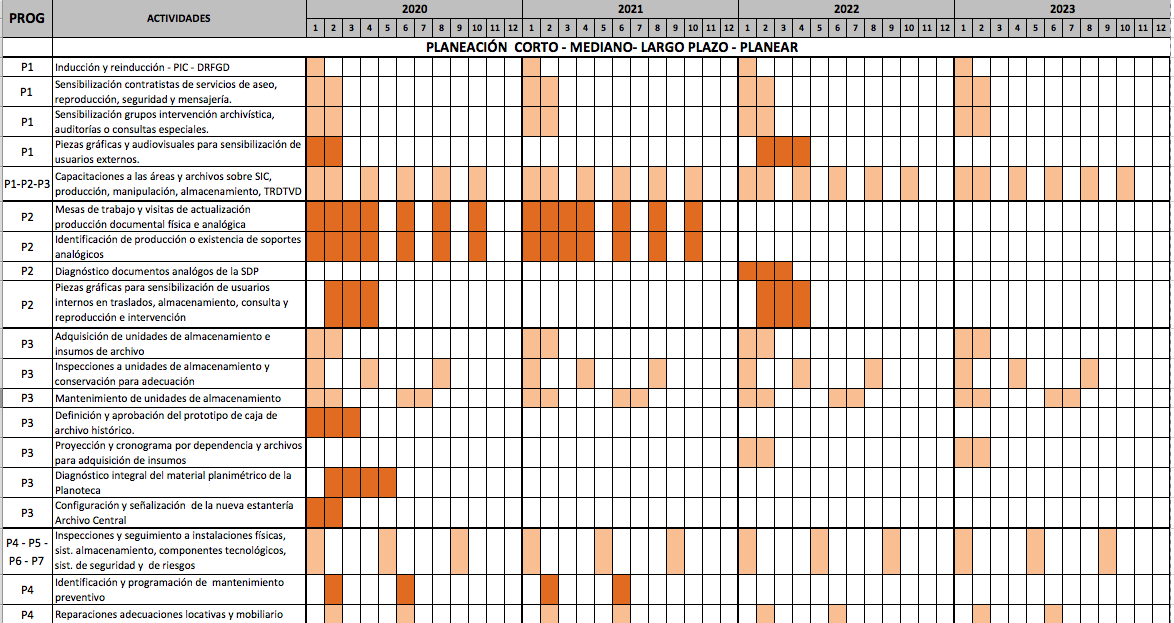 PROG ACTIVIDADES 2020 2021 2022 2023
1 2 3 4 5 6 7 8 9 10 11 12 1 2 3 4 5 6 7 8 9 10 11 12 1 2 3 4 5 6 7 8 9 10 11 12 1 2 3 4 5 6 7 8 9 10 11 12
PLANEACIÓN CORTO - MEDIANO- LARGO PLAZO - PLANEAR
P1 Inducción y reinducción - PIC - DRFGD
P1 Sensibilización contratistas de servicios de aseo,
reproducción, seguridad y mensajería.
P1 Sensibilización grupos intervención archivística,
auditorías o consultas especiales.
P1 Piezas gráficas y audiovisuales para sensibilización de
usuarios externos.
P1-P2-P3 Capacitaciones a las áreas y archivos sobre SIC,
producción, manipulación, almacenamiento, TRDTVD
P2 Mesas de trabajo y visitas de actualización
producción documental física e analógica
P2 Identificación de producción o existencia de soportes
analógicos
P2 Diagnóstico documentos analógos de la SDP
P2 Piezas gráficas para sensibilización de usuarios
internos en traslados, almacenamiento, consulta y
reproducción e intervención
P3 Adquisición de unidades de almacenamiento e
insumos de archivo
P3 Inspecciones a unidades de almacenamiento y
conservación para adecuación
P3 Mantenimiento de unidades de almacenamiento
P3 Definición y aprobación del prototipo de caja de
archivo histórico.
P3 Proyección y cronograma por dependencia y archivos
para adquisición de insumos
P3 Diagnóstico integral del material planimétrico de la
Planoteca
P3 Configuración y señalización de la nueva estantería
Archivo Central
P4 - P5 - Inspecciones y seguimiento a instalaciones físicas,
P6 - P7 sist. almacenamiento, componentes tecnológicos,
sist. de seguridad y de riesgos
P4 Identificación y programación de mantenimiento
preventivo
P4 Reparaciones adecuaciones locativas y mobiliario